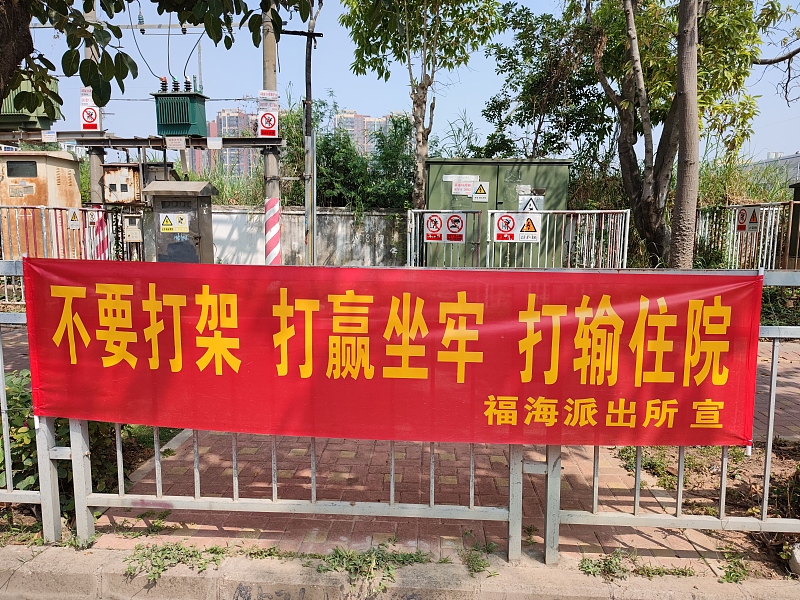 不要打架 打赢坐牢 打输住院
福海派出所 宣